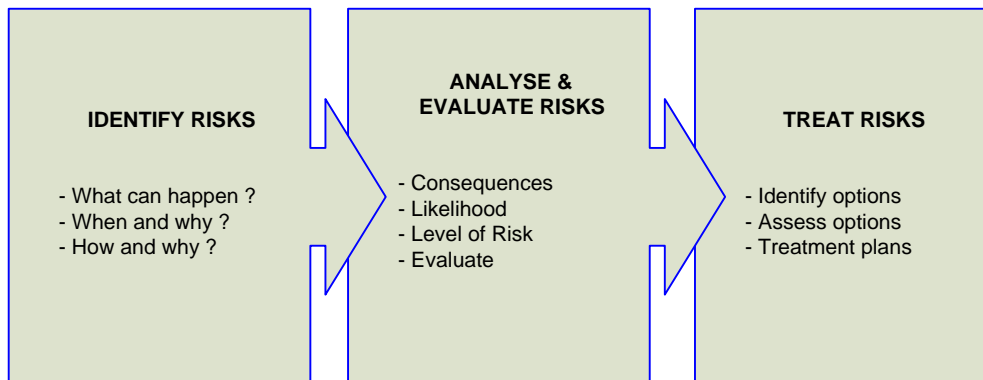 IDENTIFY RISKS
- What can happen ?
- When and why ?
- How and why ?
ANALYSE &
EVALUATE RISKS
- Consequences
- Likelihood
- Level of Risk
- Evaluate
TREAT RISKS
- Identify options
- Assess options
- Treatment plans